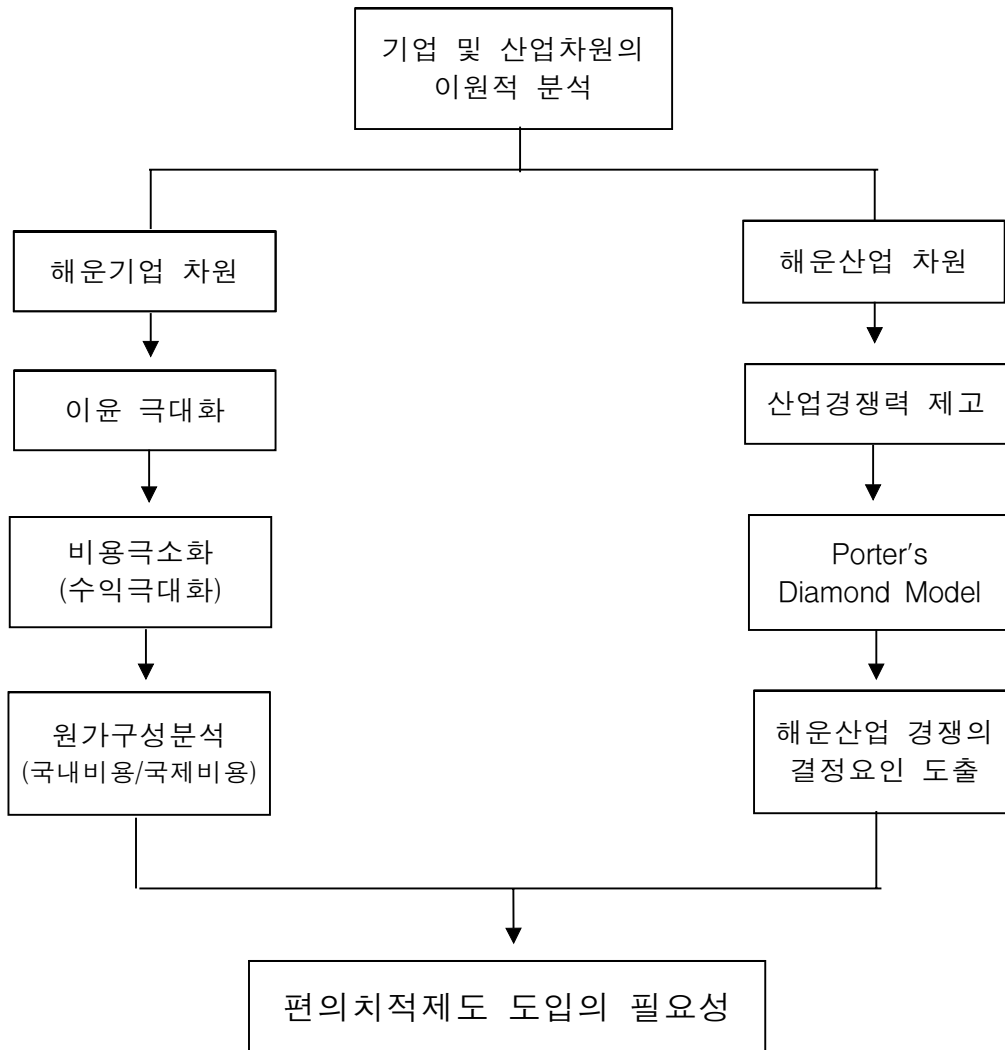 기업 및 산업차원의
이원적 분석
해운기업 차원
이윤 극대화
비용극소화
(수익극대화)
원가구성분석
(국내비용/국제비용)
해운산업 차원
산업경쟁력 제고
Porter's
Diamond Model
해운산업 경쟁의
결정요인 도출
편의치적제도 도입의 필요성